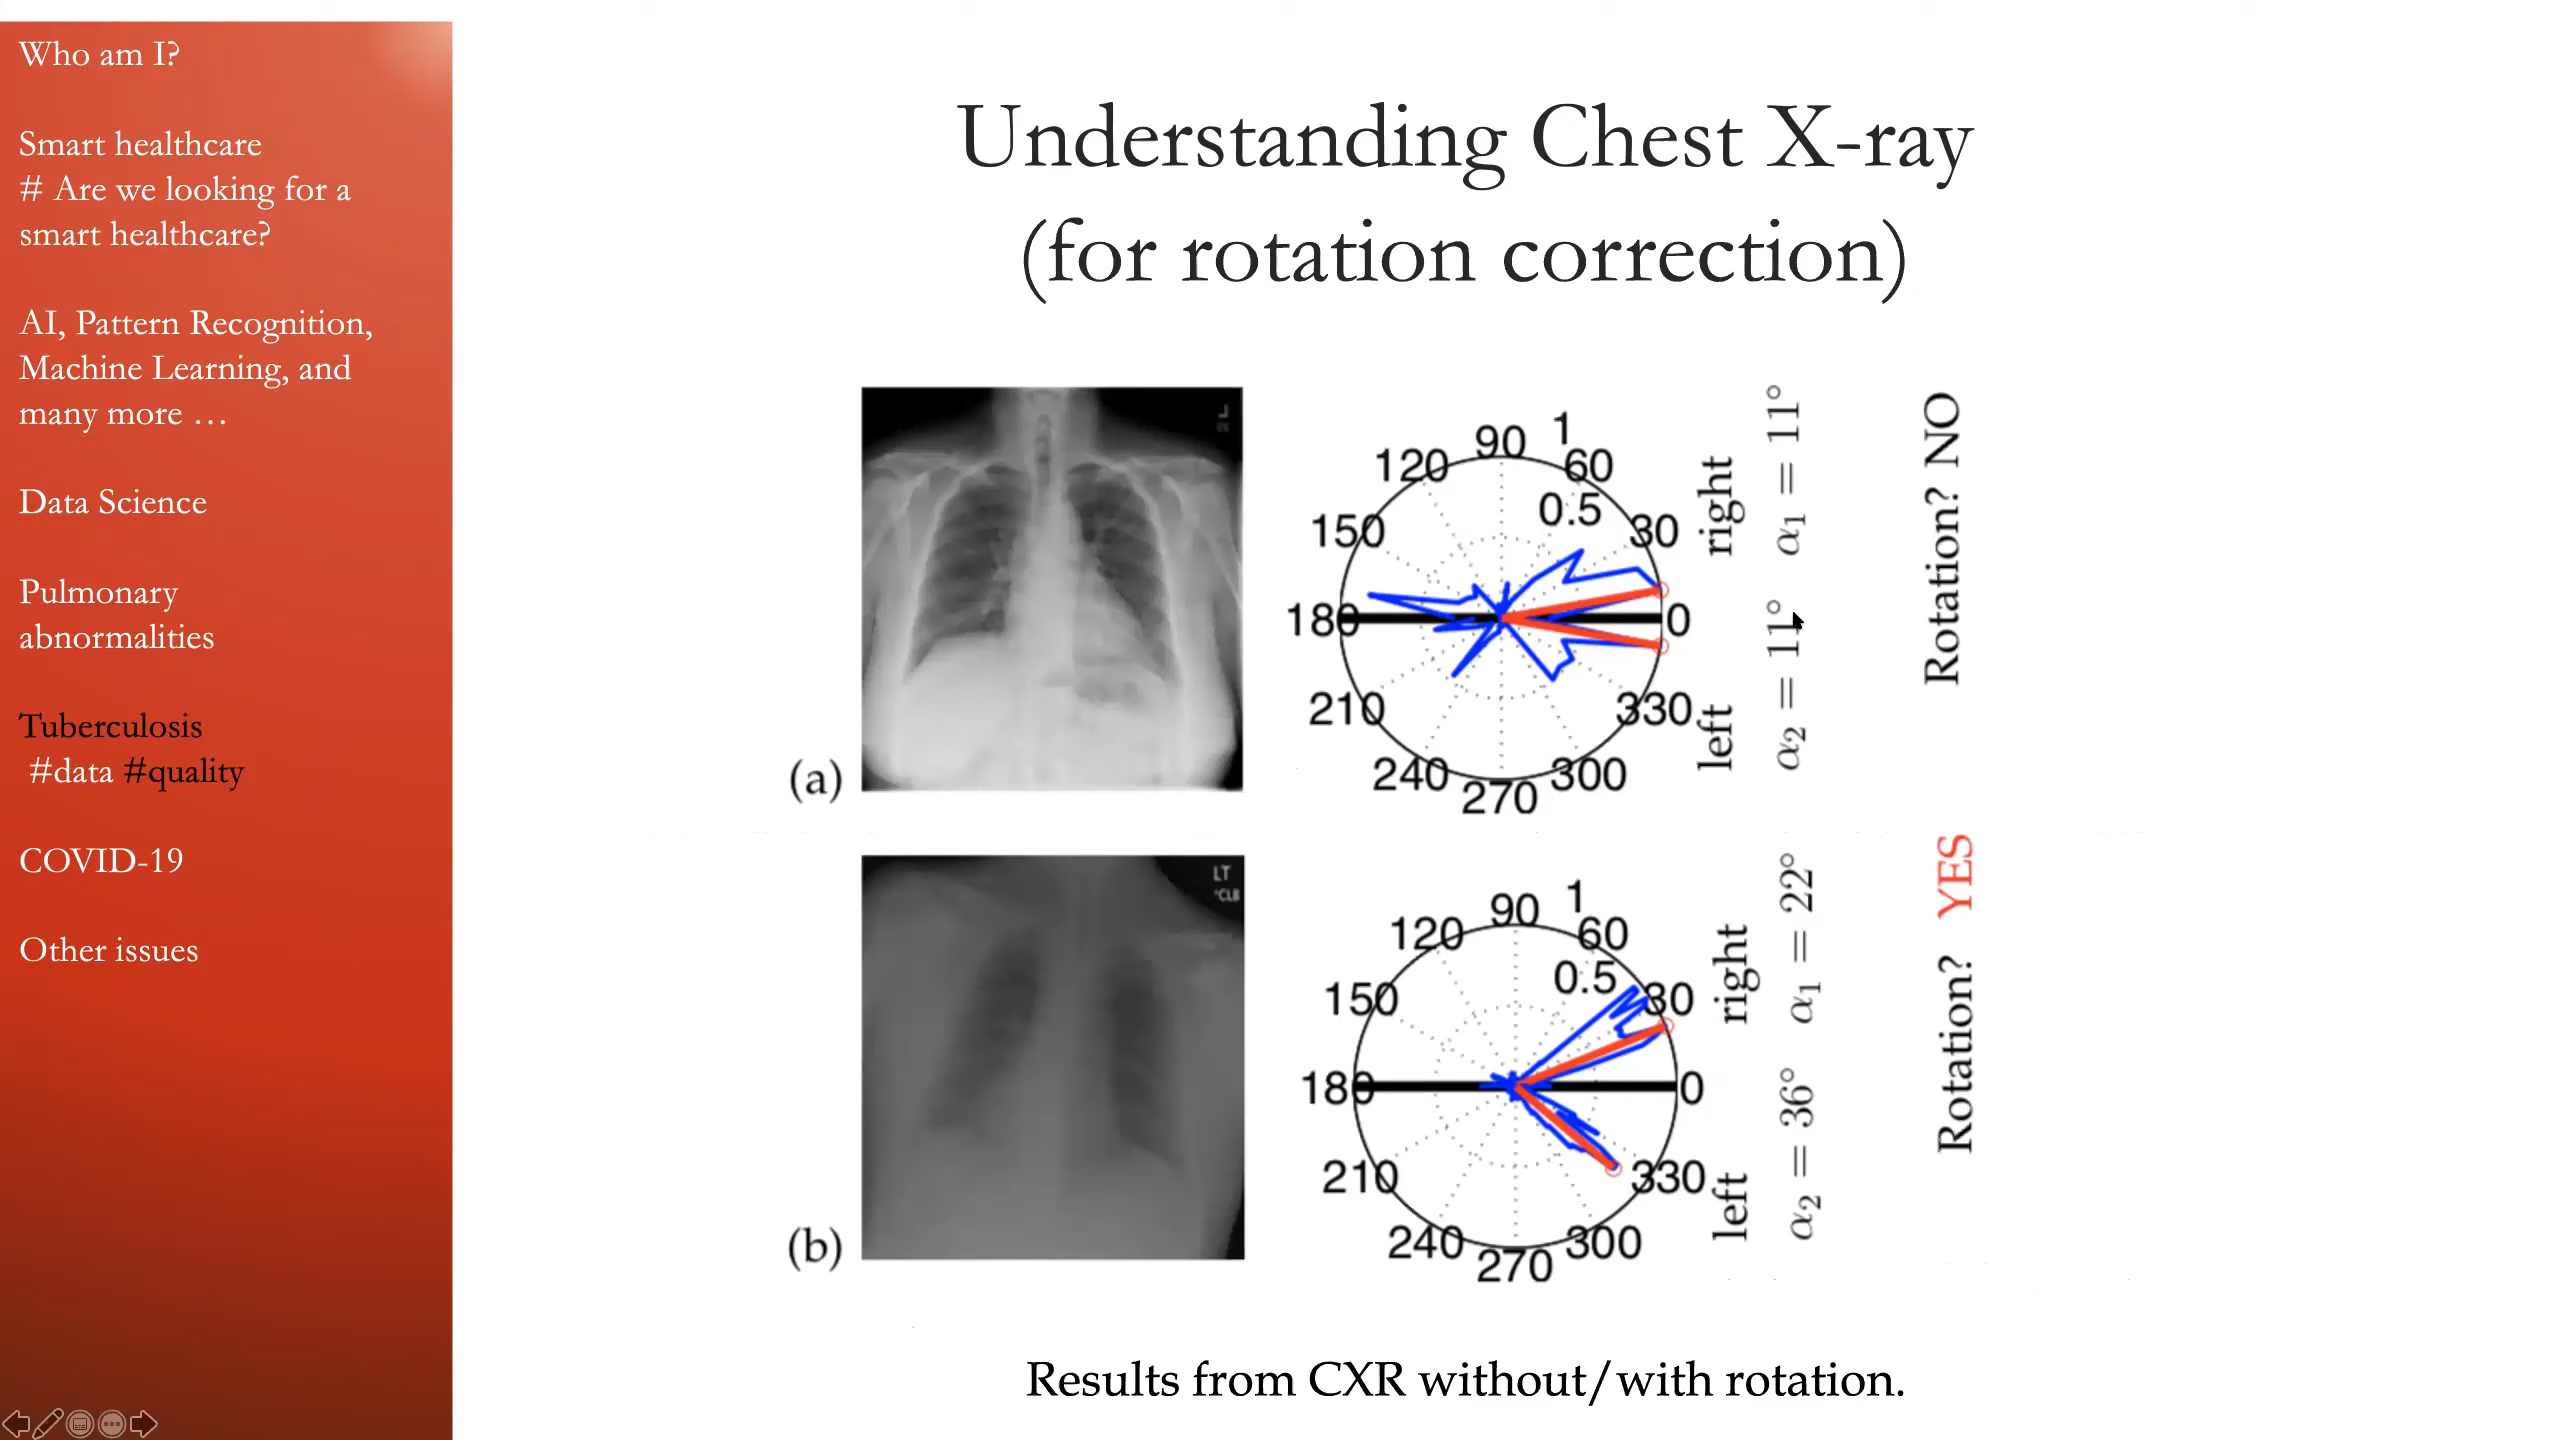 Who am I?
Smart healthcare
# Are we looking for a
smart healthcare?
AI, Pattern Recognition,
Machine Learning, and
many more …
Data Science
Pulmonary
abnormalities
Tuberculosis
#data #quality
COVID-19
Other issues
Understanding Chest X-ray
(for rotation correction)
(a)
L
90
1
120
60
0.5
150
30
180
0
210
330
240
300
270
left right
α₂ = 11° α₁ = 11°
Rotation? NO
(b)
LT
*CLB
90
1
120
60
0.5
150
30
180
0
210
330
240
300
270
left right
α₂ = 36° α₁ = 22°
Rotation? YES
Results from CXR without/with rotation.